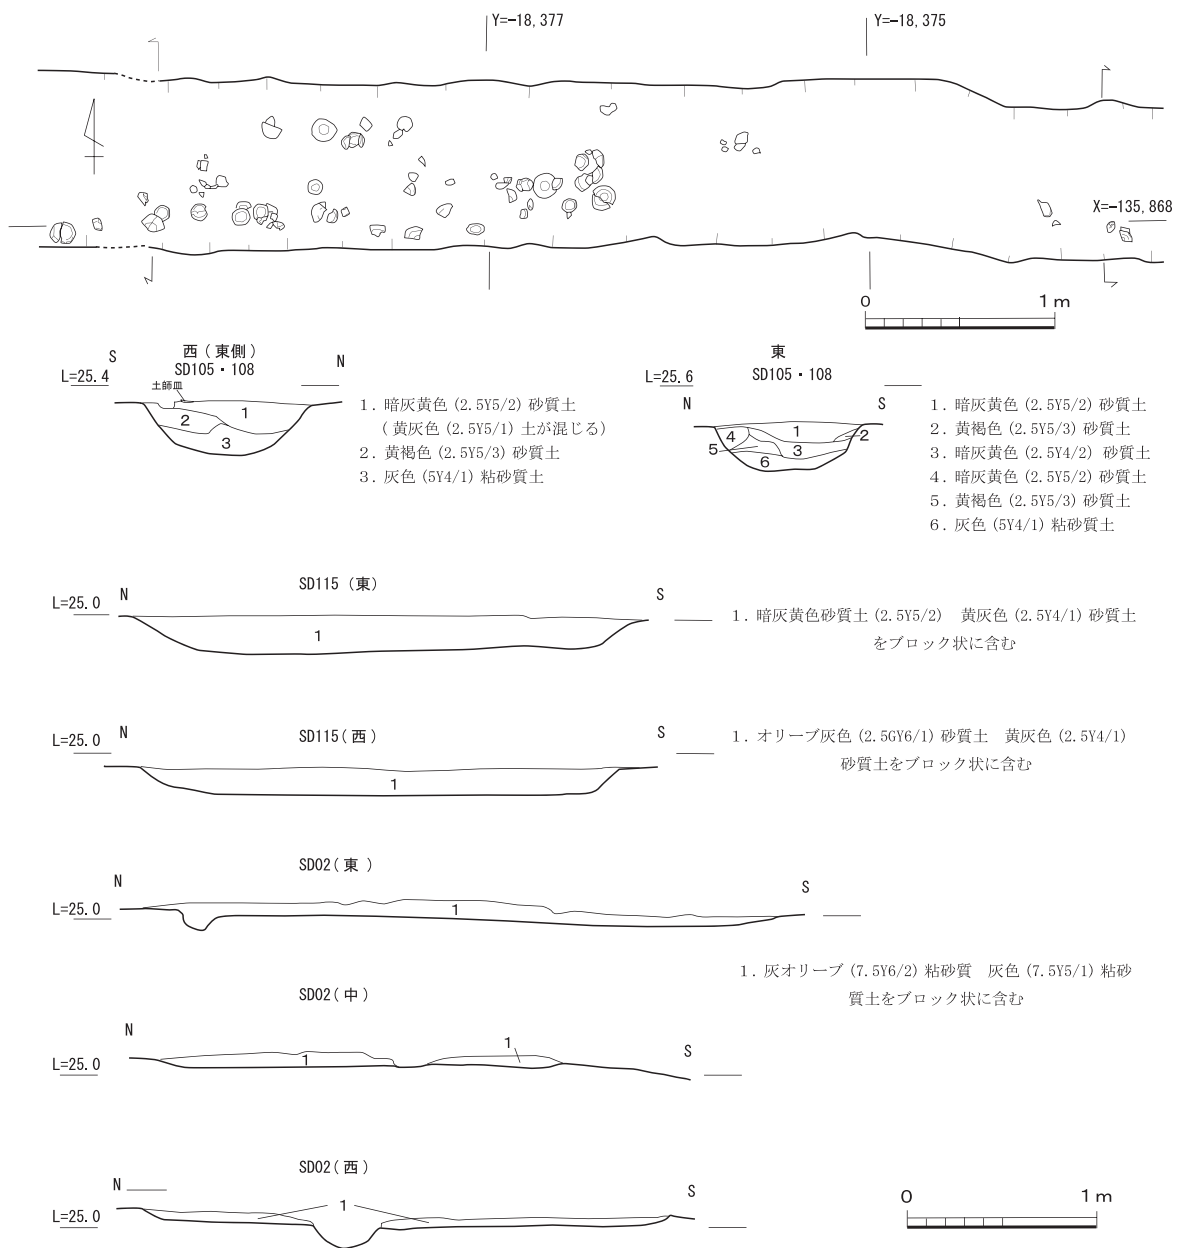 Y=-18,377
Y=-18,375
X=-135,868
0 1m
西(東側)
SD105・108
S
N
L=25.4
土師皿
1
2
3
1. 暗灰黄色(2.5Y5/2)砂質土
(黄灰色(2.5Y5/1)土が混じる)
2. 黄褐色(2.5Y5/3)砂質土
3. 灰色(5Y4/1)粘砂質土
東
SD105・108
L=25.6
N
S
1
2
3
4
5
6
1. 暗灰黄色(2.5Y5/2)砂質土
2. 黄褐色(2.5Y5/3)砂質土
3. 暗灰黄色(2.5Y4/2)砂質土
4. 暗灰黄色(2.5Y5/2)砂質土
5. 黄褐色(2.5Y5/3)砂質土
6. 灰色(5Y4/1)粘砂質土
SD115(東)
N
S
L=25.0
1
1. 暗灰黄色砂質土(2.5Y5/2) 黄灰色(2.5Y4/1)砂質土
をブロック状に含む
SD115(西)
N
S
L=25.0
1
1. オリーブ灰色(2.5GY6/1)砂質土 黄灰色(2.5Y4/1)
砂質土をブロック状に含む
SD02(東)
N
S
L=25.0
1
1. 灰オリーブ(7.5Y6/2)粘砂質 灰色(7.5Y5/1)粘砂
質土をブロック状に含む
SD02(中)
N
S
L=25.0
1
1
SD02(西)
N
S
L=25.0
1
0 1m